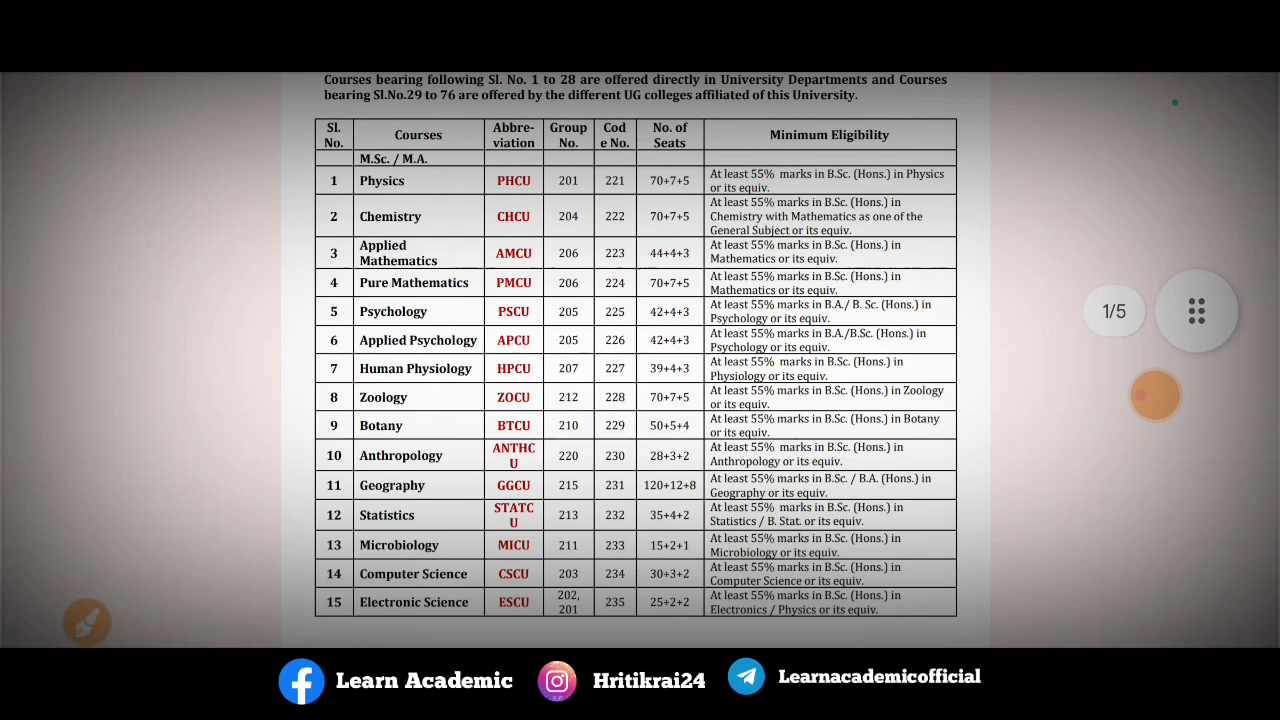 Courses bearing following Sl. No. 1 to 28 are offered directly in University Departments and Courses
bearing Sl.No.29 to 76 are offered by the different UG colleges affiliated of this University.
Sl. No. Courses Abbre-viation Group No. Cod e No. No. of Seats Minimum Eligibility
M.Sc. / M.A.
1 Physics PHCU 201 221 70+7+5 At least 55% marks in B.Sc. (Hons.) in Physics
or its equiv.
2 Chemistry CHCU 204 222 70+7+5 At least 55% marks in B.Sc. (Hons.) in
Chemistry with Mathematics as one of the
General Subject or its equiv.
3 Applied Mathematics AMCU 206 223 44+4+3 At least 55% marks in B.Sc. (Hons.) in
Mathematics or its equiv.
4 Pure Mathematics PMCU 206 224 70+7+5 At least 55% marks in B.Sc. (Hons.) in
Mathematics or its equiv.
5 Psychology PSCU 205 225 42+4+3 At least 55% marks in B.A./ B. Sc. (Hons.) in
Psychology or its equiv.
6 Applied Psychology APCU 205 226 42+4+3 At least 55% marks in B.A./B.Sc. (Hons.) in
Psychology or its equiv.
7 Human Physiology HPCU 207 227 39+4+3 At least 55% marks in B.Sc. (Hons.) in
Physiology or its equiv.
8 Zoology ZOCU 212 228 70+7+5 At least 55% marks in B.Sc. (Hons.) in Zoology
or its equiv.
9 Botany BTCU 210 229 50+5+4 At least 55% marks in B.Sc. (Hons.) in Botany
or its equiv.
10 Anthropology ANTHC U 220 230 28+3+2 At least 55% marks in B.Sc. (Hons.) in
Anthropology or its equiv.
11 Geography GGCU 215 231 120+12+8 At least 55% marks in B.Sc. / B.A. (Hons.) in
Geography or its equiv.
12 Statistics STATC U 213 232 35+4+2 At least 55% marks in B.Sc. (Hons.) in
Statistics / B. Stat. or its equiv.
13 Microbiology MICU 211 233 15+2+1 At least 55% marks in B.Sc. (Hons.) in
Microbiology or its equiv.
14 Computer Science CSCU 203 234 30+3+2 At least 55% marks in B.Sc. (Hons.) in
Computer Science or its equiv.
15 Electronic Science ESCU 202, 201 235 25+2+2 At least 55% marks in B.Sc. (Hons.) in
Electronics / Physics or its equiv.
1/5
Learn Academic
Hritikrai24
Learnacademicofficial